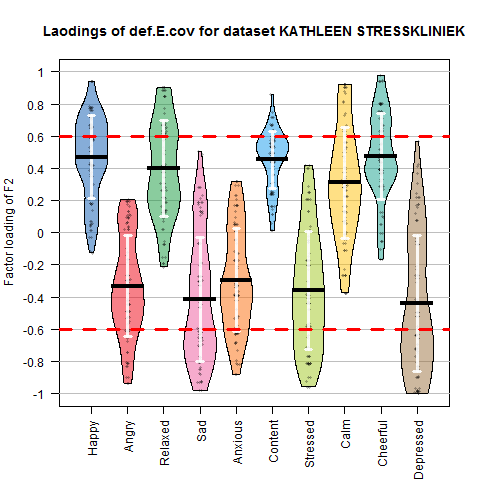 Laodings of def.E.cov for dataset KATHLEEN STRESSKLINIEK
Factor loading of F2
1
0.8
0.6
0.4
0.2
0
-0.2
-0.4
-0.6
-0.8
-1
Happy
Angry
Relaxed
Sad
Anxious
Content
Stressed
Calm
Cheerful
Depressed